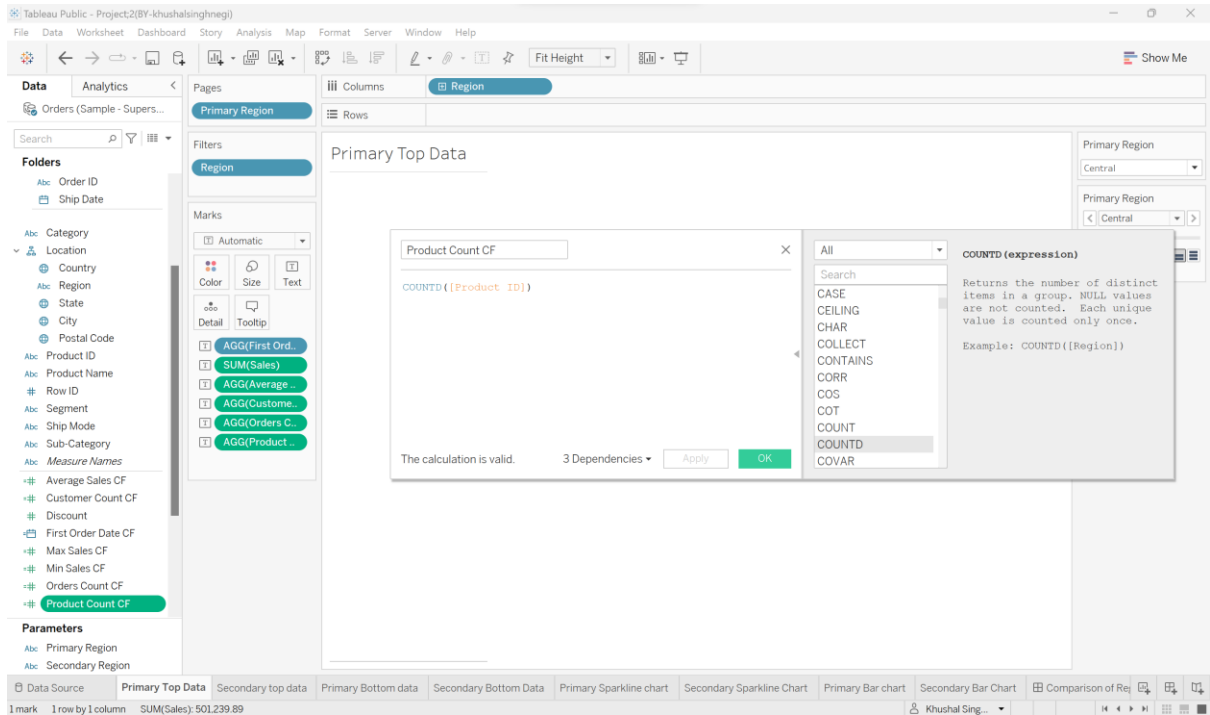 Tableau Public - Project;2(BY-khushalsinghnegi)
File Data Worksheet Dashboard Story Analysis Map Format Server Window Help
Fit Height
Show Me
Data Analytics
Orders (Sample - Supers...
Search
Folders
Abc Order ID
Ship Date
Abc Category
Location
Country
Abc Region
State
City
Postal Code
Abc Product ID
Abc Product Name
# Row ID
Abc Segment
Abc Ship Mode
Abc Sub-Category
Abc Measure Names
=# Average Sales CF
=# Customer Count CF
# Discount
First Order Date CF
=# Max Sales CF
=# Min Sales CF
=# Orders Count CF
=# Product Count CF
Parameters
Abc Primary Region
Abc Secondary Region
Pages
Primary Region
Filters
Region
Marks
T Automatic
Color Size Text
Detail Tooltip
T AGG(First Ord..
T SUM(Sales)
T AGG(Average ..
T AGG(Custome..
T AGG(Orders C..
T AGG(Product ..
Columns Region
Rows
Primary Top Data
Product Count CF
COUNTD([Product ID])
The calculation is valid. 3 Dependencies Apply OK
All
Search
CASE
CEILING
CHAR
COLLECT
CONTAINS
CORR
COS
COT
COUNT
COUNTD
COVAR
COUNTD(expression)
Returns the number of distinct
items in a group. NULL values
are not counted. Each unique
value is counted only once.
Example: COUNTD([Region])
Primary Region
Central
Primary Region
< Central >
Data Source Primary Top Data Secondary top data Primary Bottom data Secondary Bottom Data Primary Sparkline chart Secondary Sparkline Chart Primary Bar chart Secondary Bar Chart Comparison of Re
1 mark 1 row by 1 column SUM(Sales): 501,239.89 Khushal Sing...